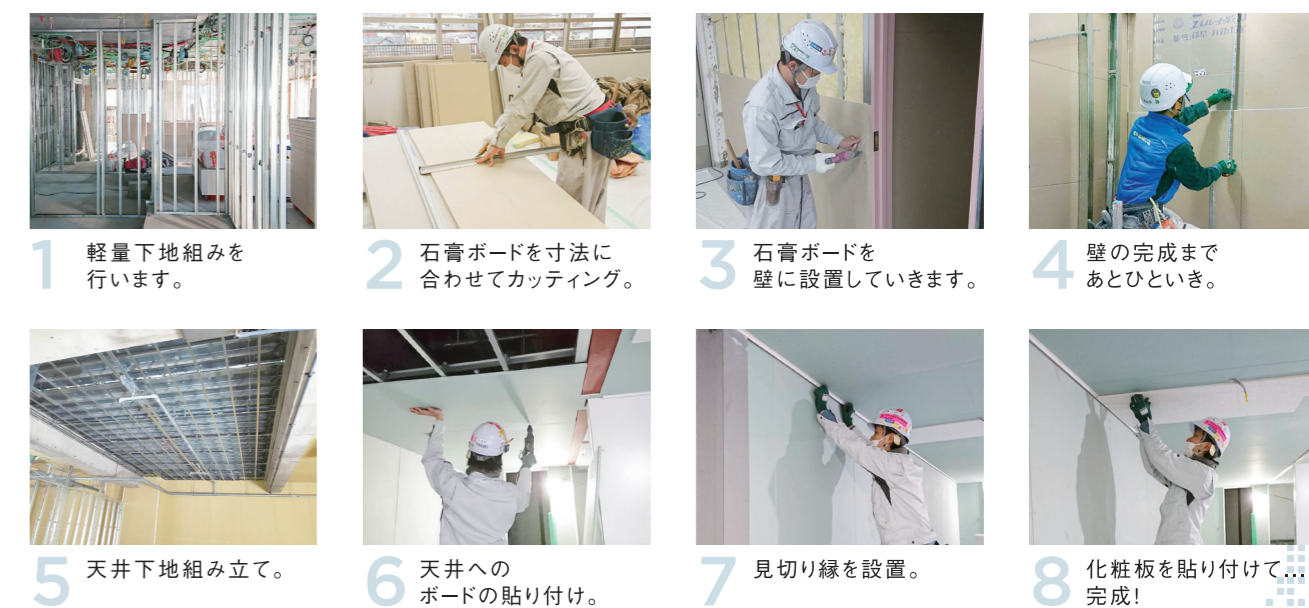 1
軽量下地組みを
行います。
2
石膏ボードを寸法に
合わせてカッティング。
3
石膏ボードを
壁に設置していきます。
4
壁の完成まで
あとひといき。
5
天井下地組み立て。
6
天井への
ボードの貼り付け。
7
見切り縁を設置。
8
化粧板を貼り付けて…
完成!